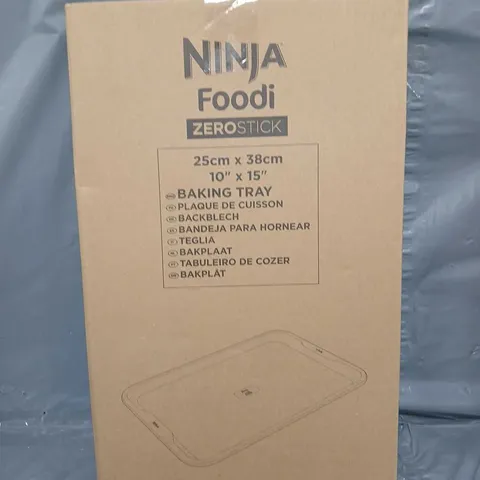 NINJA
Foodi
ZEROSTICK
25cm x 38cm
10" x 15"
BAKING TRAY
PLAQUE DE CUISSON
BACKBLECH
BANDEJA PARA HORNEAR
TEGLIA
BAKPLAAT
TABULEIRO DE COZER
BAKPLÅT